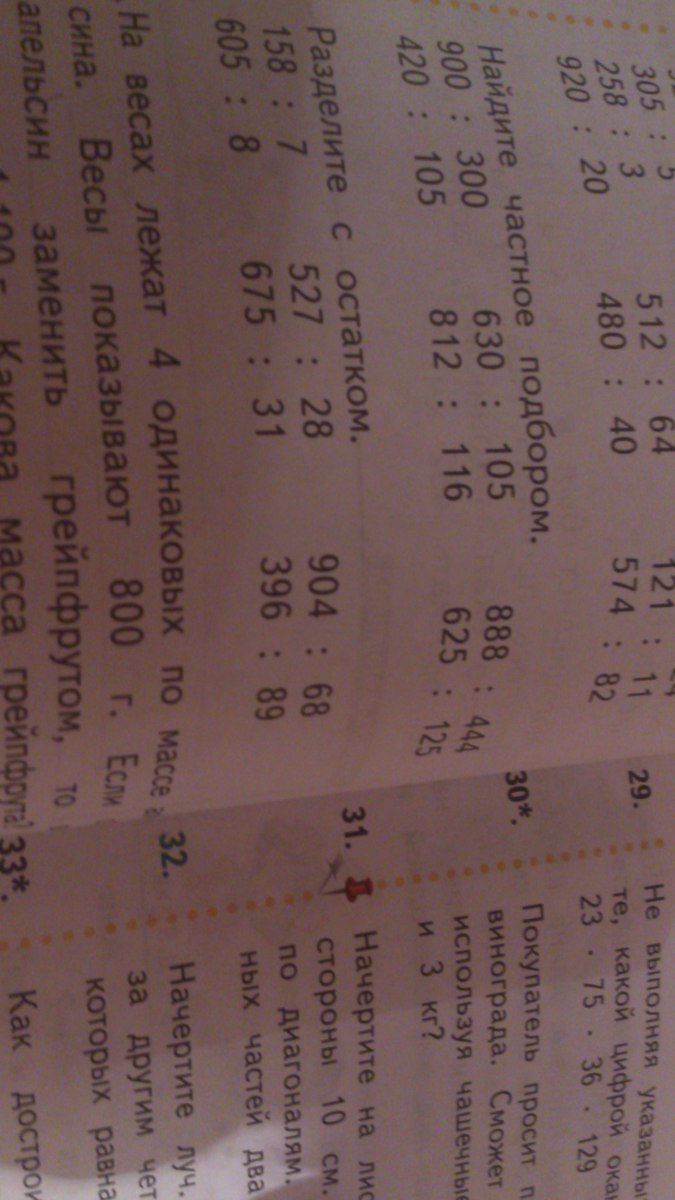 305 : 5 512 : 64 121 : 11
258 : 3 480 : 40 574 : 82
920 : 20
Найдите частное подбором.
900 : 300 630 : 105 888 : 444
420 : 105 812 : 116 625 : 125
Разделите с остатком.
158 : 7 527 : 28 904 : 68
605 : 8 675 : 31 396 : 89
На весах лежат 4 одинаковых по массе
сина. Весы показывают 800 г. Если
апельсин заменить грейпфрутом, то
Какова масса грейпфрута?
29. Не выполняя указанны
те, какой цифрой ока
23 · 75 · 36 · 129
30*. Покупатель просит п
винограда. Сможет
используя чашечные
и 3 кг?
31. Начертите на лис
стороны 10 см.
по диагоналям.
ных частей два
32. Начертите луч.
за другим чет
которых равна
33*. Как достро